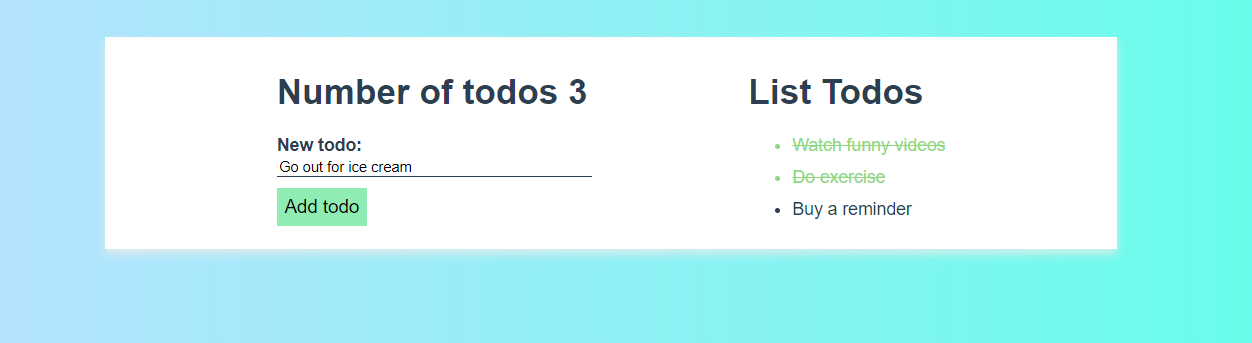 Number of todos 3
New todo:
Go out for ice cream
Add todo
List Todos
Watch funny videos
Do exercise
Buy a reminder